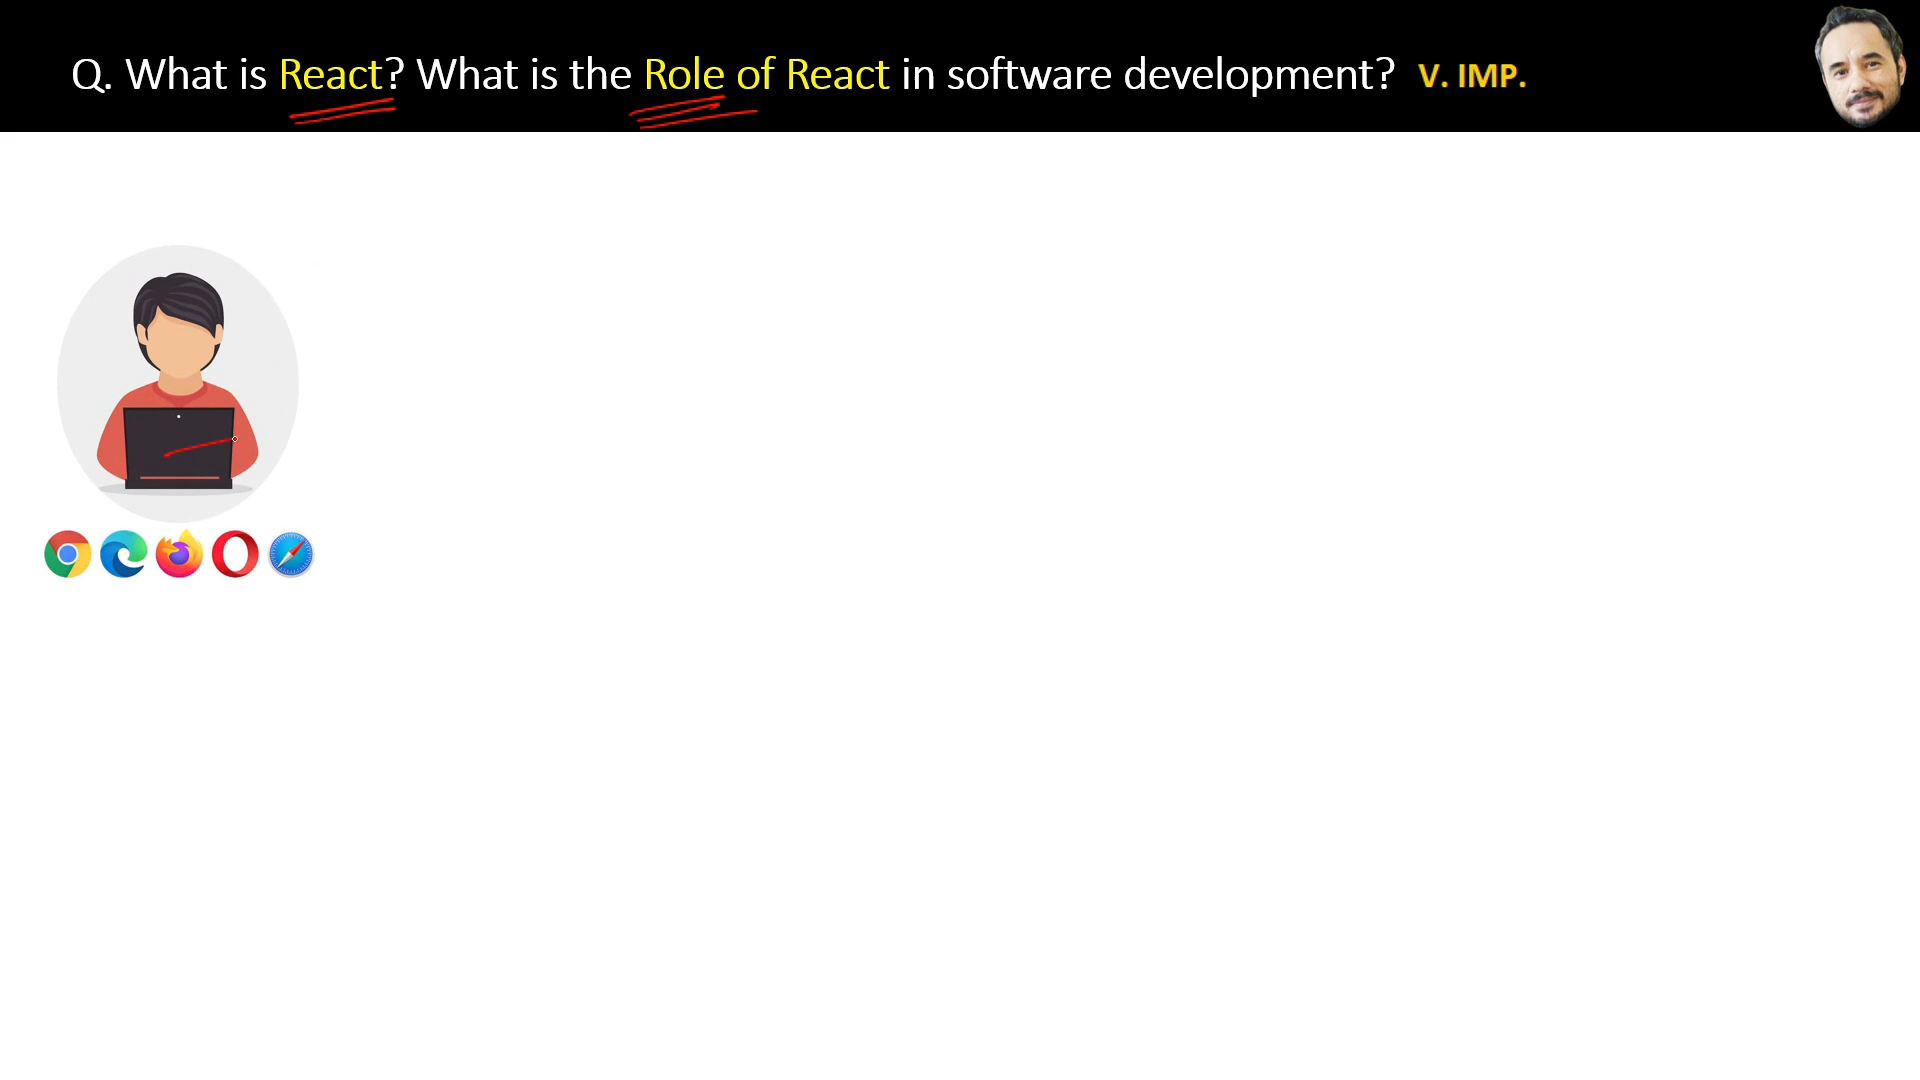 Q. What is React? What is the Role of React in software development? V. IMP.